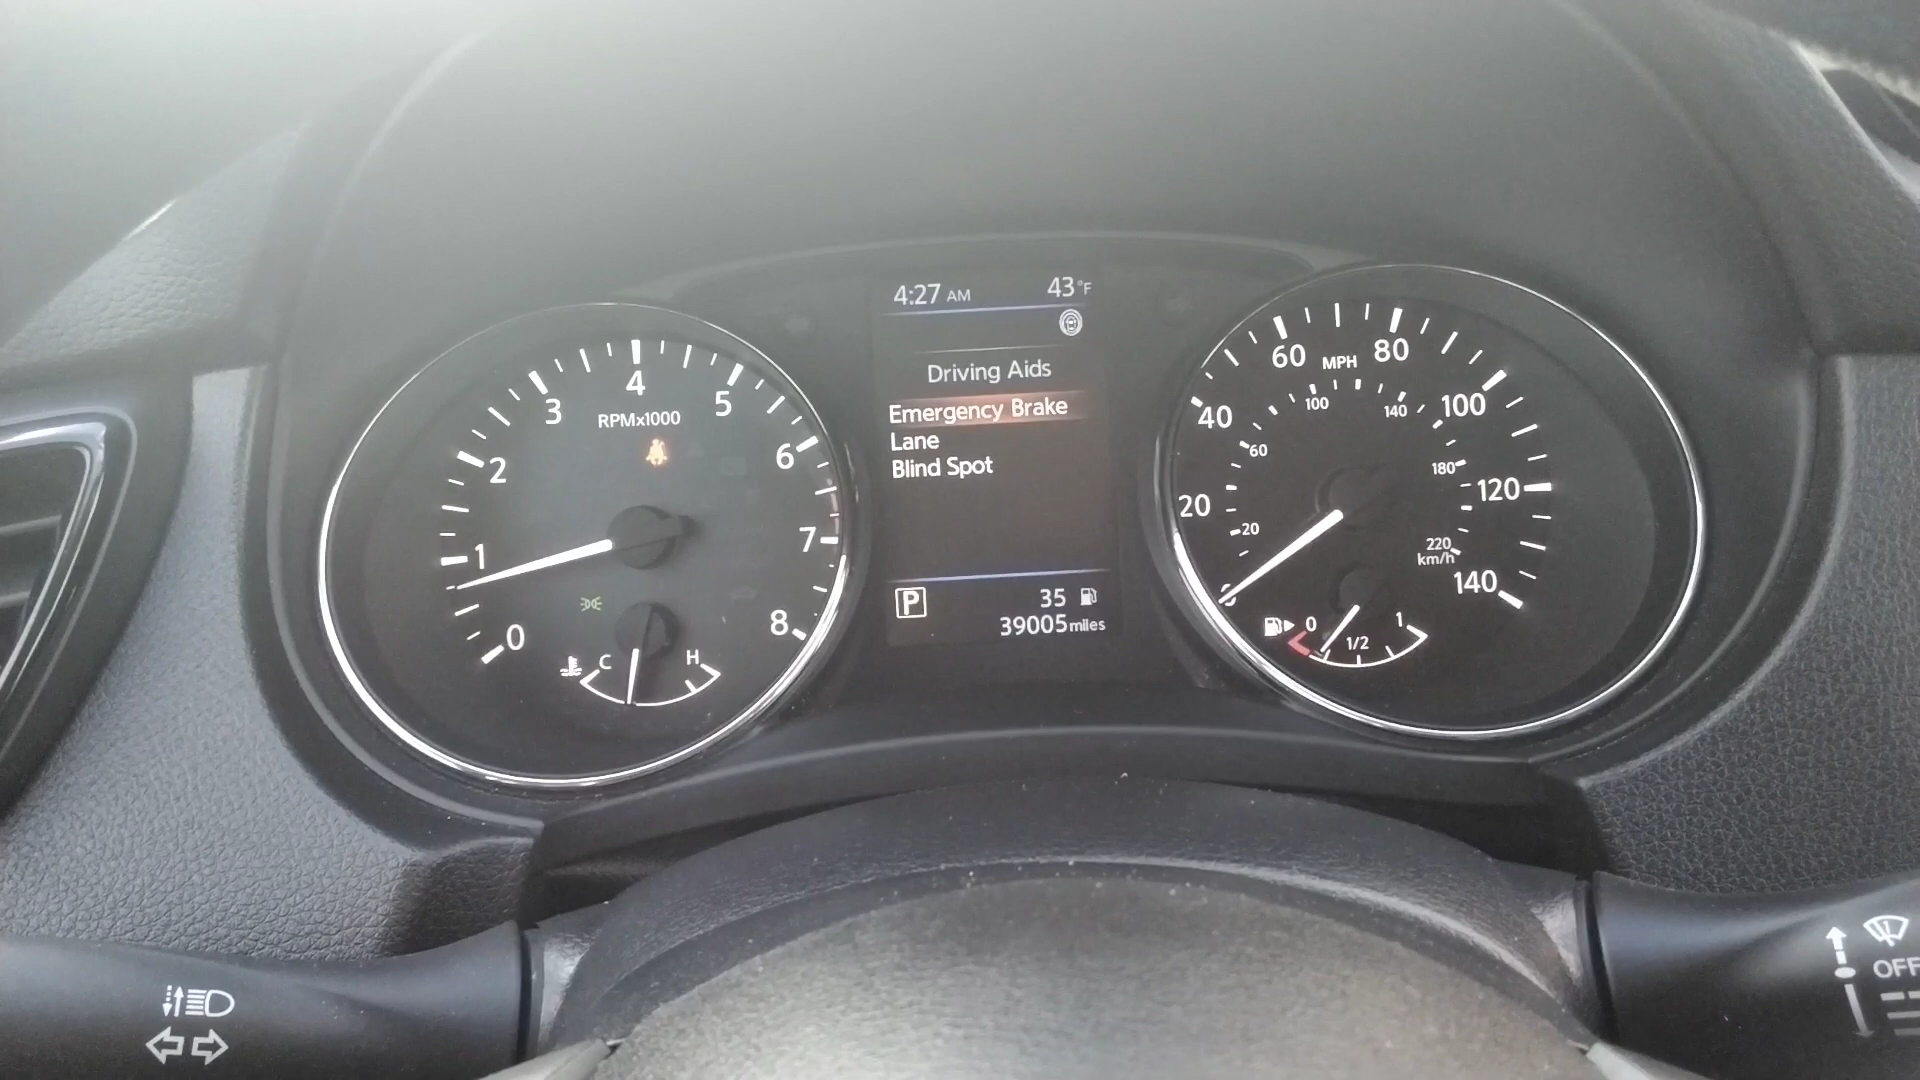 4:27 AM 43°F
Driving Aids
Emergency Brake
Lane
Blind Spot
P 35
39005 miles
0 1 2 3 4 5 6 7 8
RPMx1000
C H
20 40 60 80 100 120 140
MPH
20 60 100 140 180 220
km/h
0 1/2 1
OFF